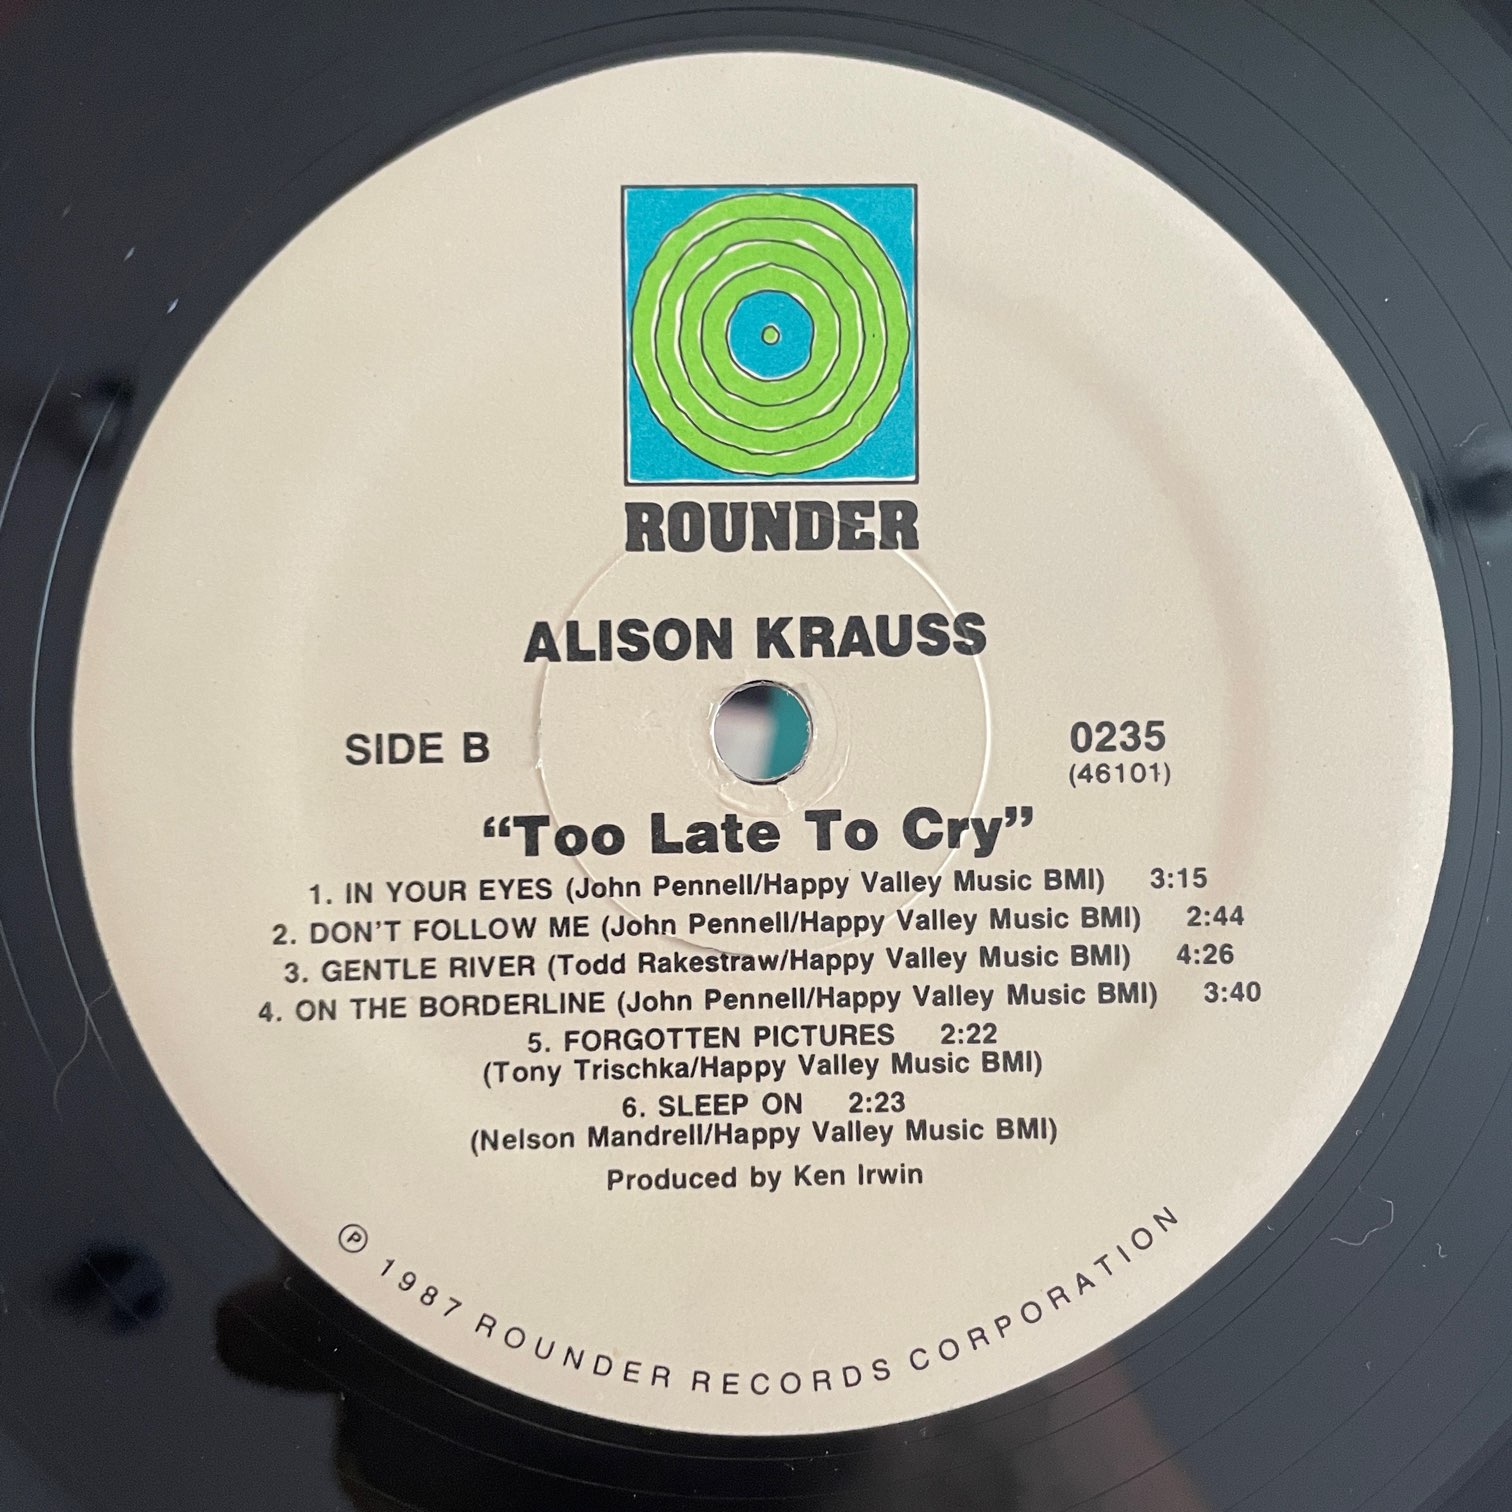 ROUNDER
ALISON KRAUSS
SIDE B
0235
(46101)
“Too Late To Cry”
1. IN YOUR EYES (John Pennell/Happy Valley Music BMI) 3:15
2. DON’T FOLLOW ME (John Pennell/Happy Valley Music BMI) 2:44
3. GENTLE RIVER (Todd Rakestraw/Happy Valley Music BMI) 4:26
4. ON THE BORDERLINE (John Pennell/Happy Valley Music BMI) 3:40
5. FORGOTTEN PICTURES 2:22
(Tony Trischka/Happy Valley Music BMI)
6. SLEEP ON 2:23
(Nelson Mandrell/Happy Valley Music BMI)
Produced by Ken Irwin
℗ 1987 ROUNDER RECORDS CORPORATION